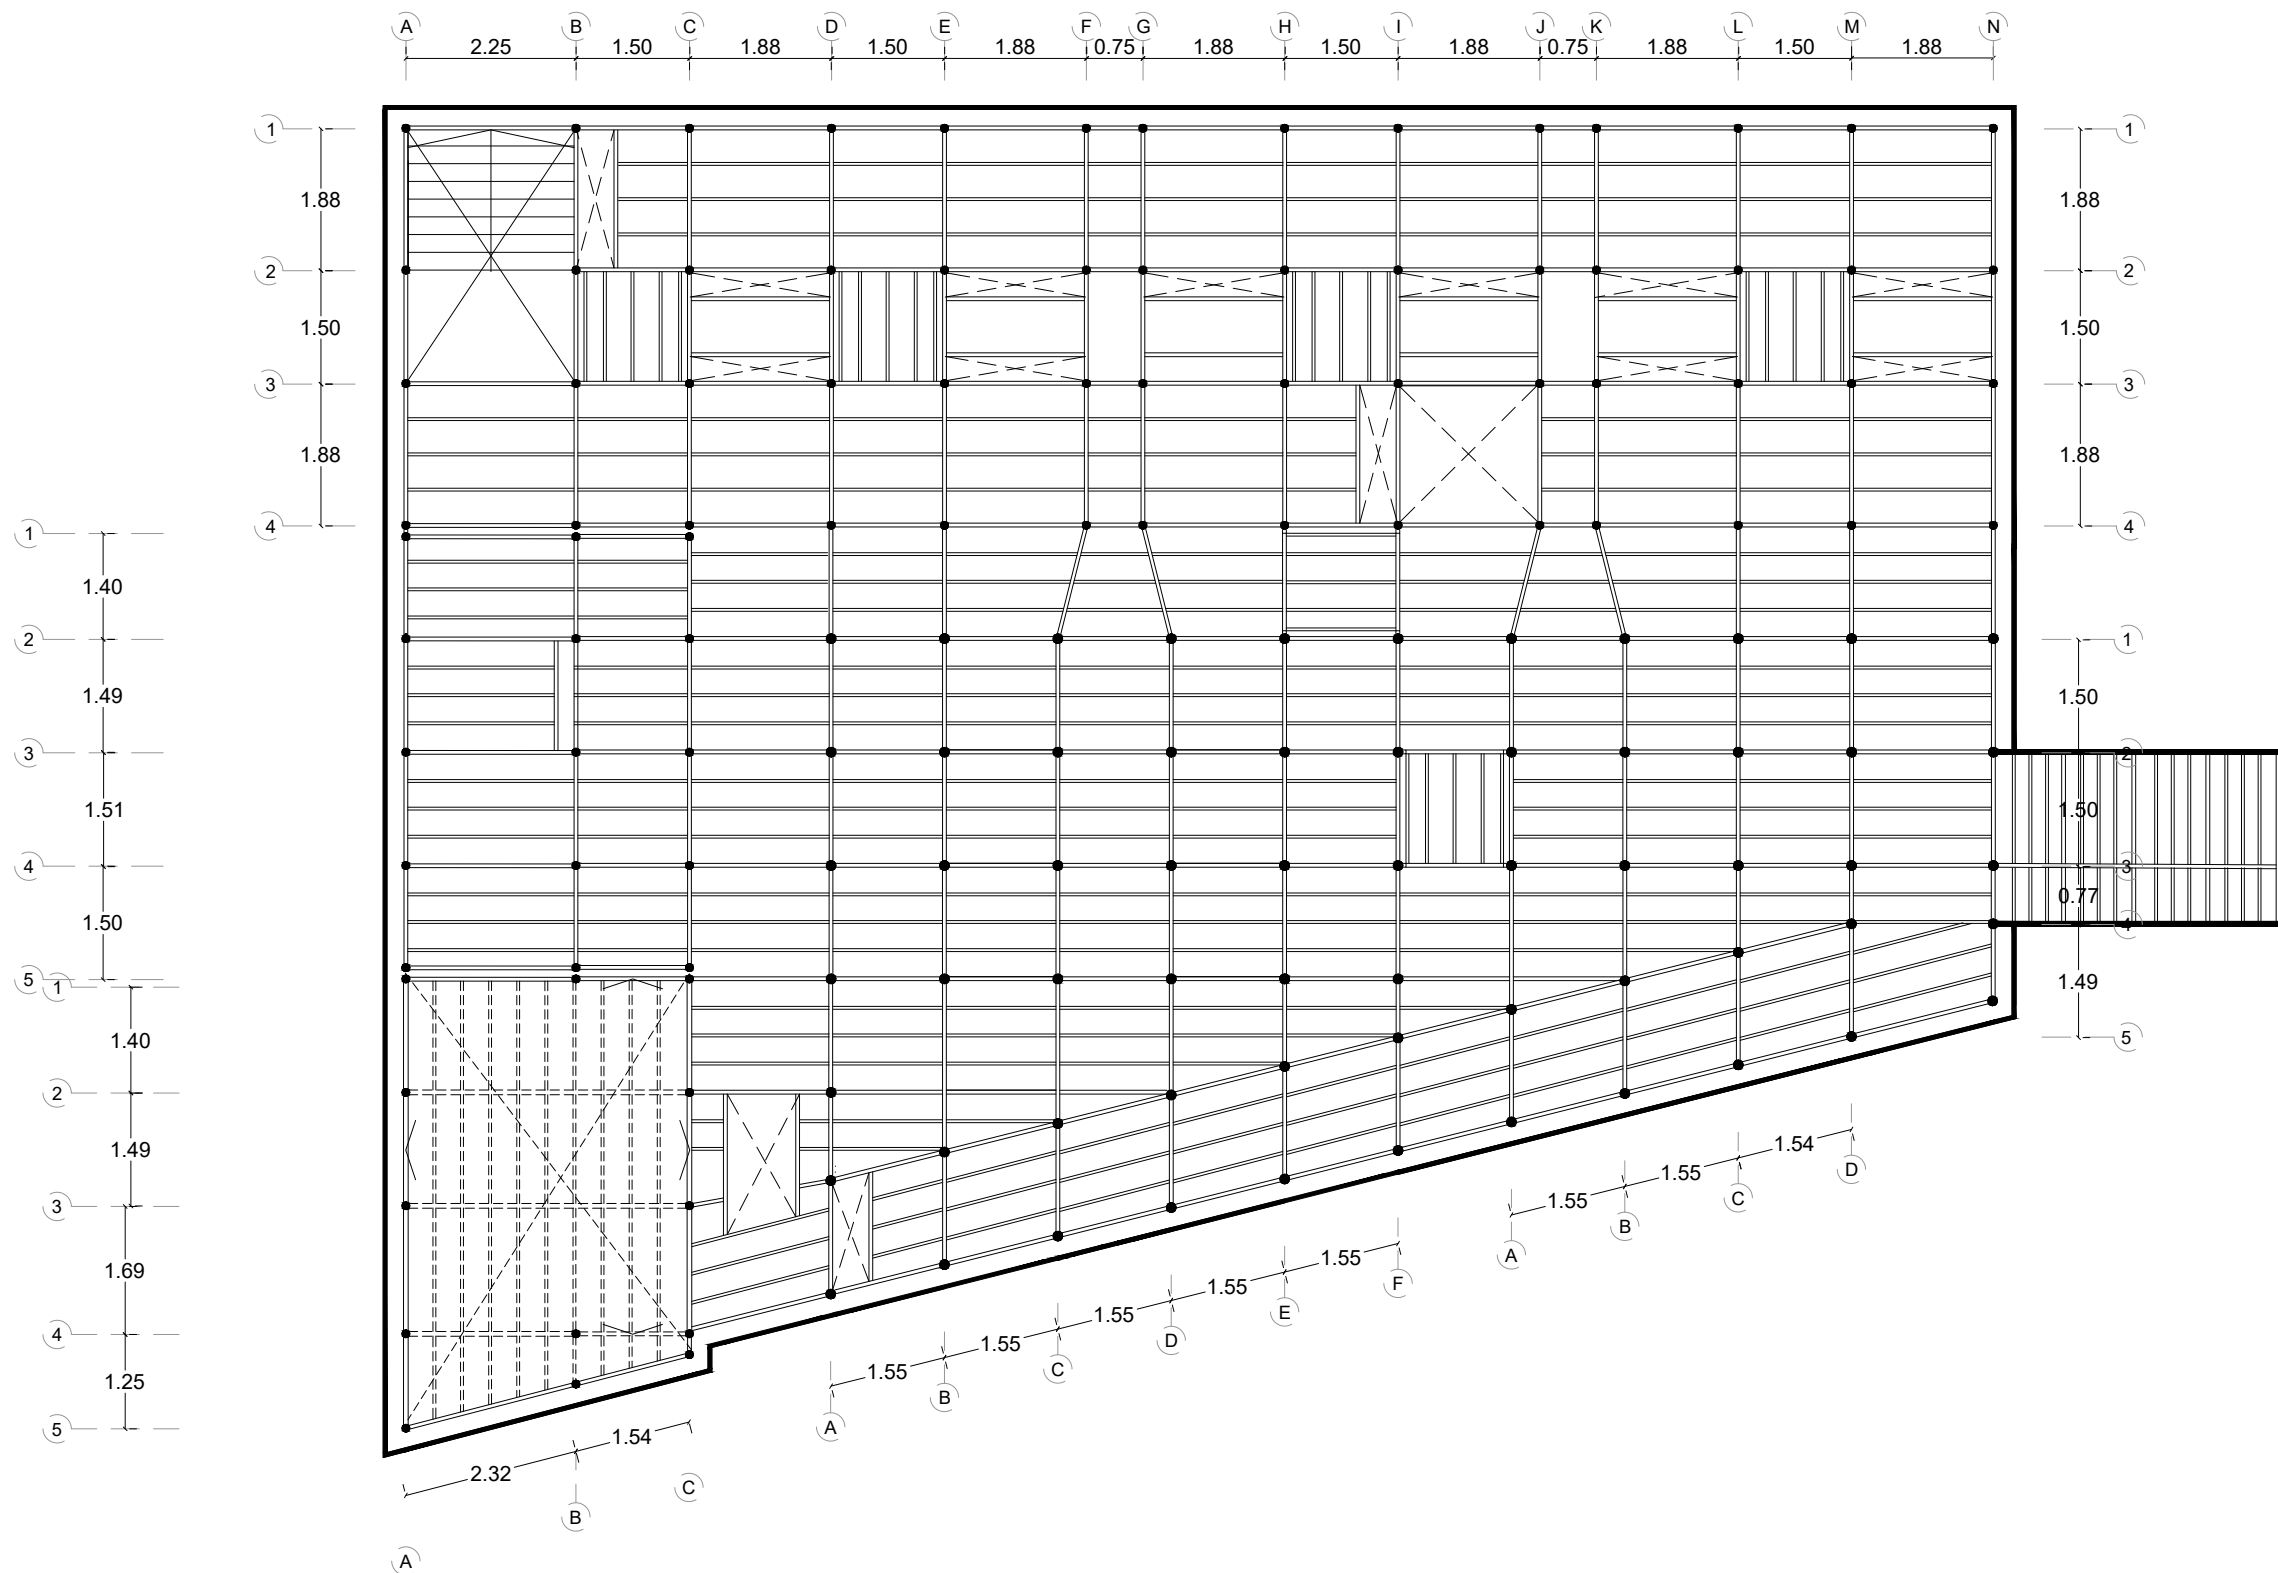 A B C D E F G H I J K L M N
2.25 1.50 1.88 1.50 1.88 0.75 1.88 1.50 1.88 0.75 1.88 1.50 1.88
1 1
1.88 1.88
2 2
1.50 1.50
3 3
1.88 1.88
4 4
1
1.40
2 1
1.49 1.50
3 2
1.51 1.50
4 3
1.50 0.77
4
5 1 1.49
1.40 5
2
1.49 1.54
D
3 1.55 C
1.55 B
1.69 1.55 A
1.55 F
4 1.55 E
1.55 D
1.25 1.55 C
B
5 1.54 A
2.32 C
B
A